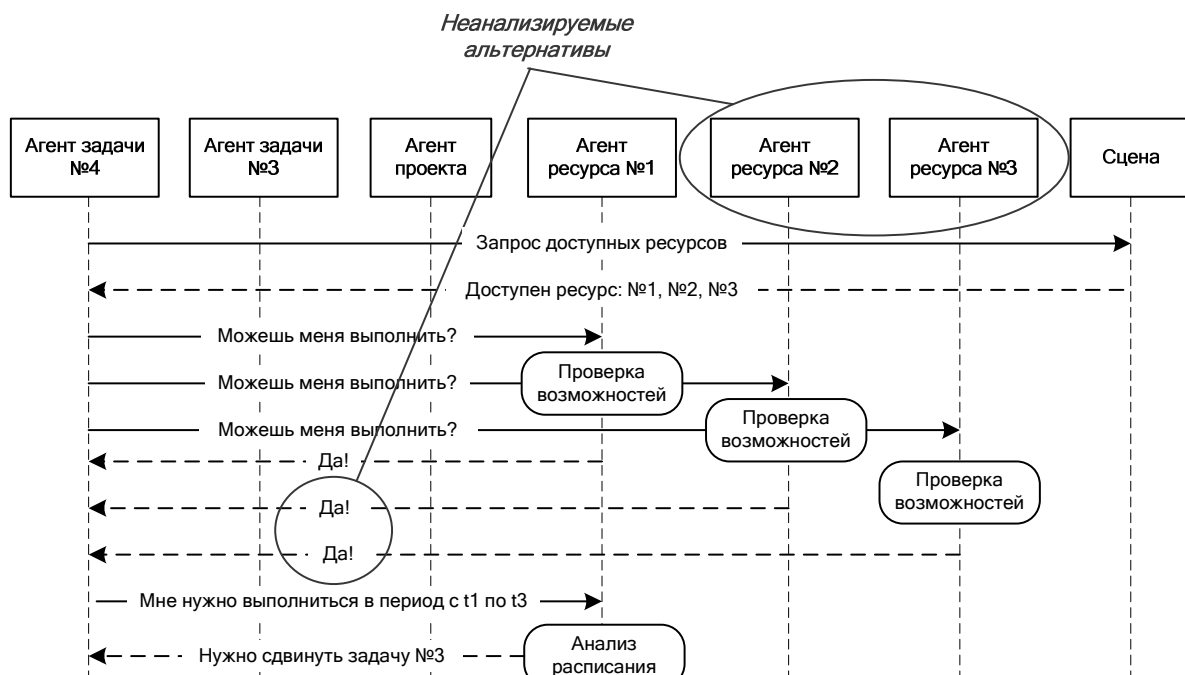 Неанализируемые
альтернативы
Агент задачи
№4
Агент задачи
№3
Агент
проекта
Агент
ресурса №1
Агент
ресурса №2
Агент
ресурса №3
Сцена
Запрос доступных ресурсов
Доступен ресурс: №1, №2, №3
Можешь меня выполнить?
Проверка
возможностей
Можешь меня выполнить?
Проверка
возможностей
Можешь меня выполнить?
Да!
Проверка
возможностей
Да!
Да!
Мне нужно выполниться в период с t1 по t3
Анализ
расписания
Нужно сдвинуть задачу №3